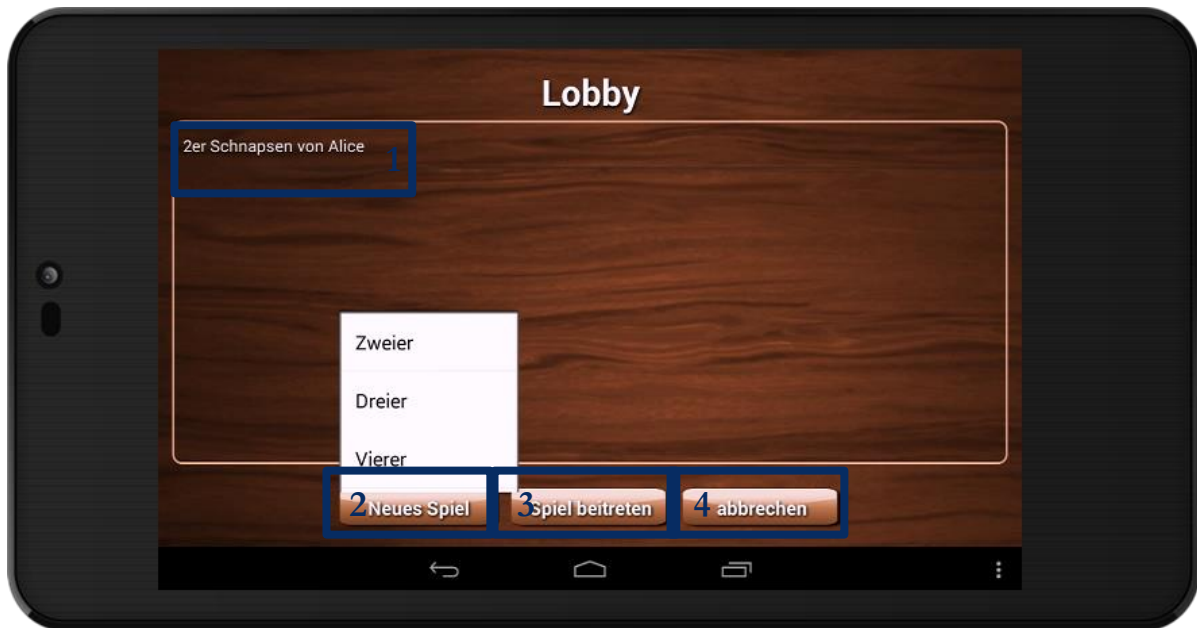 Lobby
2er Schnapsen von Alice
1
Zweier
Dreier
Vierer
2 Neues Spiel
3 Spiel beitreten
4 abbrechen